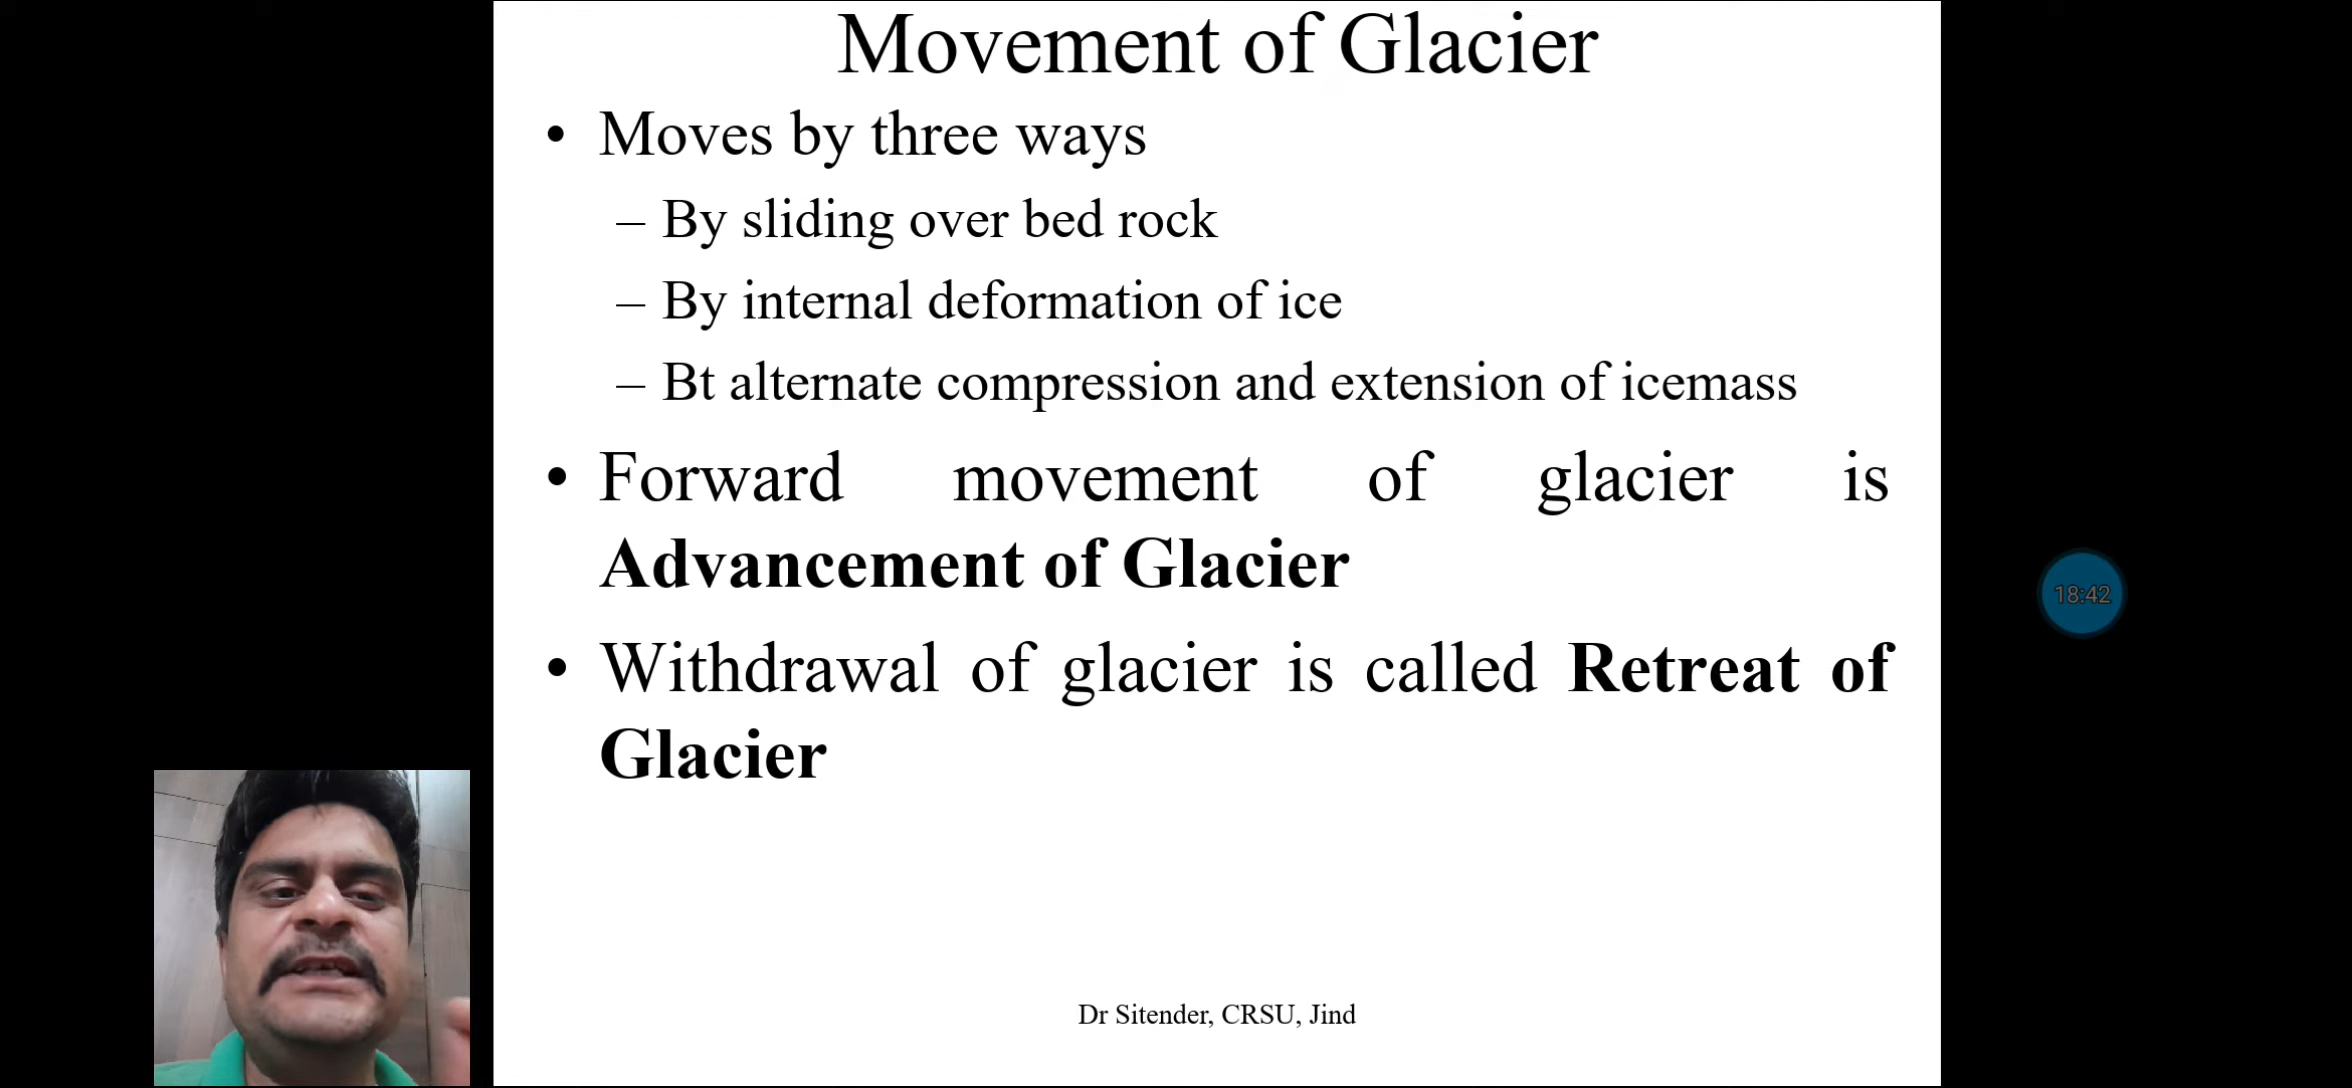 Movement of Glacier
• Moves by three ways
– By sliding over bed rock
– By internal deformation of ice
– Bt alternate compression and extension of icemass
• Forward movement of glacier is
Advancement of Glacier
• Withdrawal of glacier is called Retreat of
Glacier
18:42
Dr Sitender, CRSU, Jind